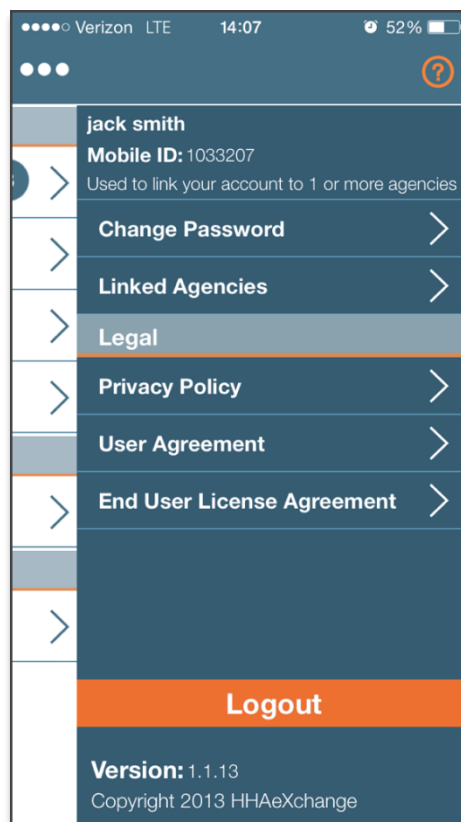 Verizon LTE 14:07 52%
jack smith
Mobile ID: 1033207
Used to link your account to 1 or more agencies
Change Password
Linked Agencies
Legal
Privacy Policy
User Agreement
End User License Agreement
Logout
Version: 1.1.13
Copyright 2013 HHAeXchange